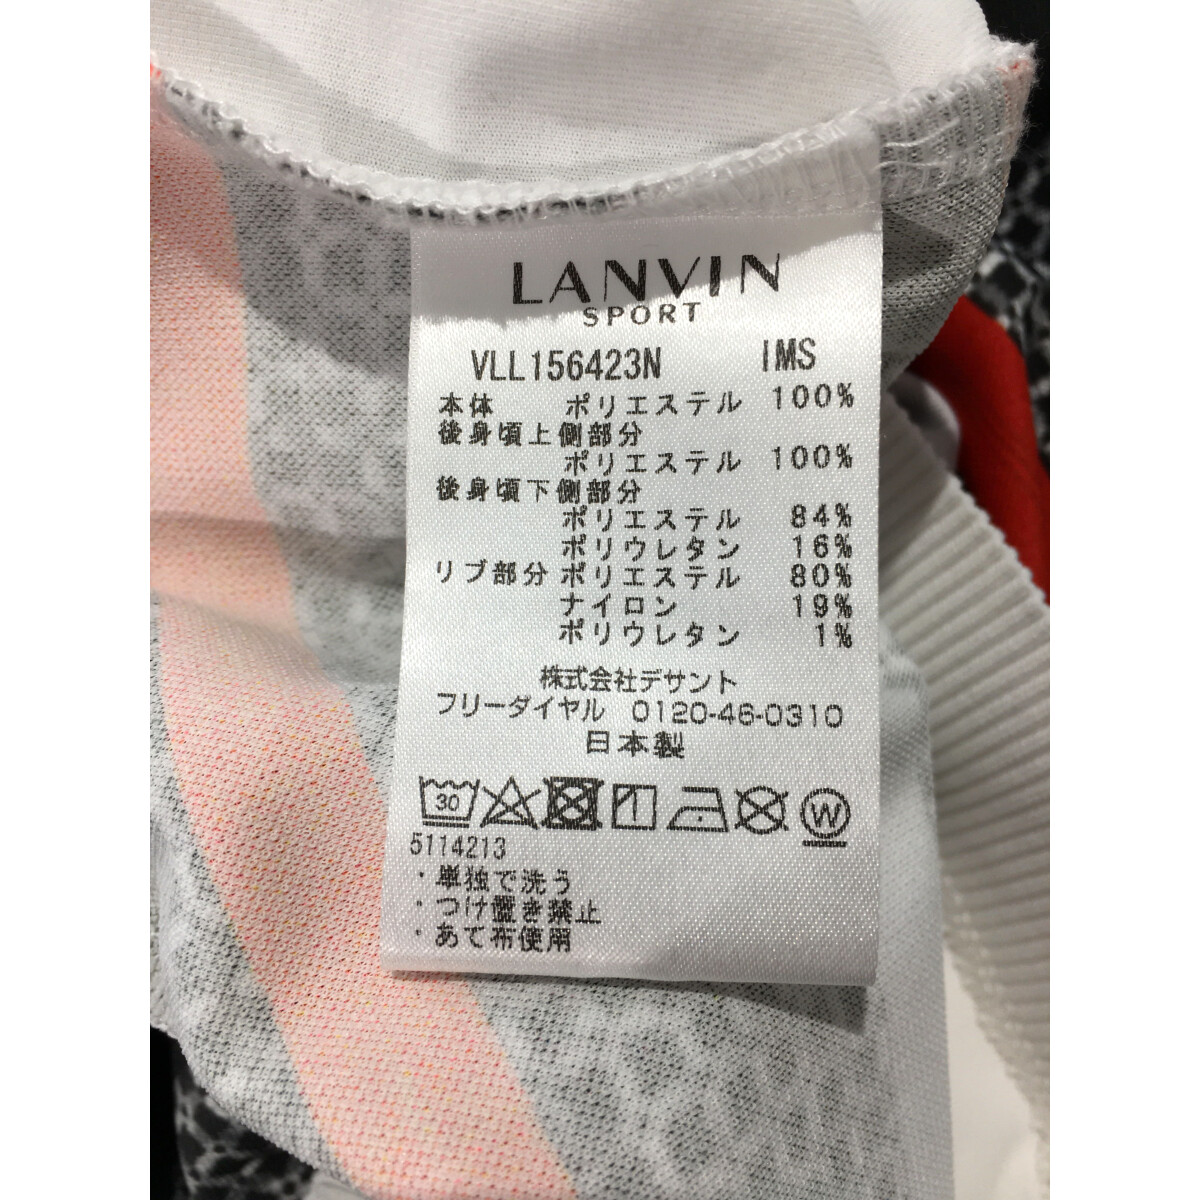 LANVIN
SPORT
VLL156423N IMS
本体 ポリエステル 100%
後身頃上側部分
ポリエステル 100%
後身頃下側部分
ポリエステル 84%
ポリウレタン 16%
リブ部分 ポリエステル 80%
ナイロン 19%
ポリウレタン 1%
株式会社デサント
フリーダイヤル 0120-46-0310
日本製
30 W
5114213
・単独で洗う
・つけ置き禁止
・あて布使用